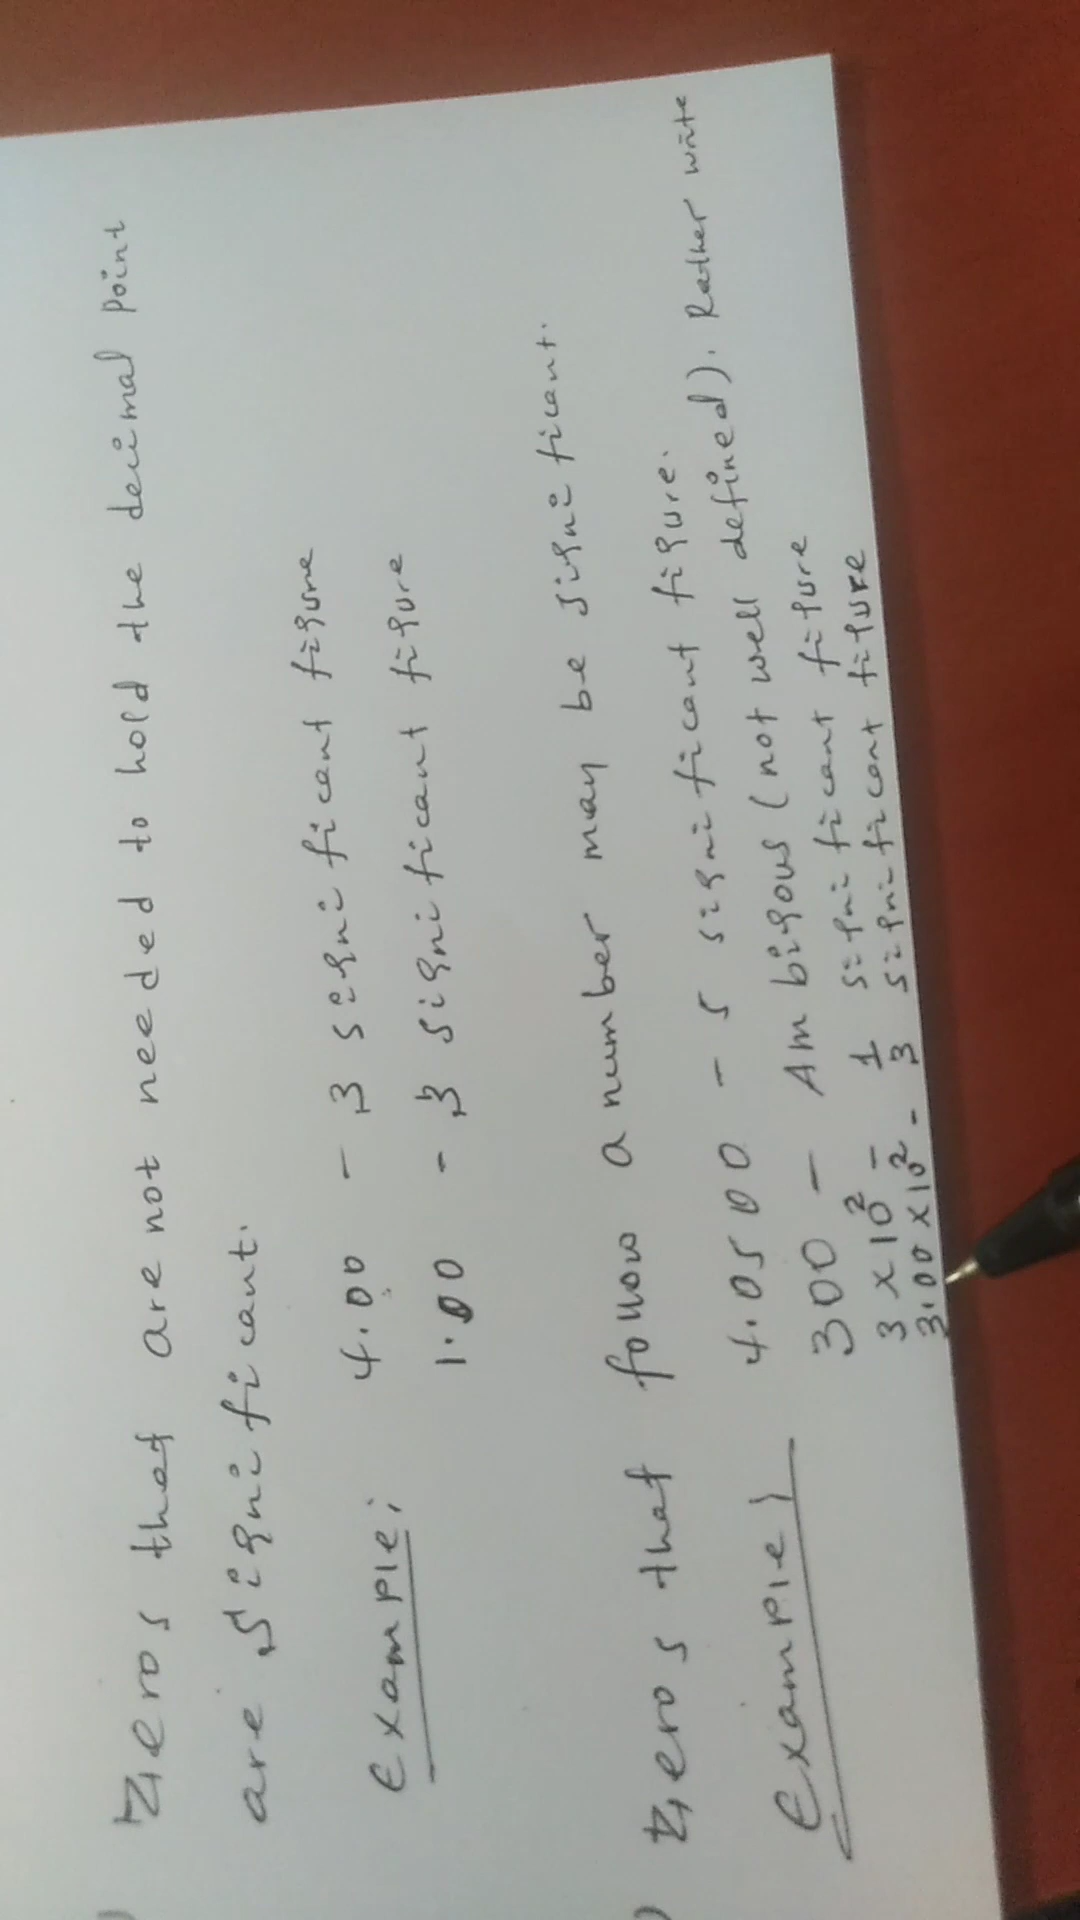 ) Zeros that are not needed to hold the decimal point
are significant.
example: 4.00 - 3 significant figure
1.00 - 3 significant figure
) Zeros that follow a number may be significant.
example) 4.0500 - 5 significant figure.
300 - Ambigous (not well defined). Rather write
3 x 10² - 1 significant figure
3.00 x 10² - 3 significant figure